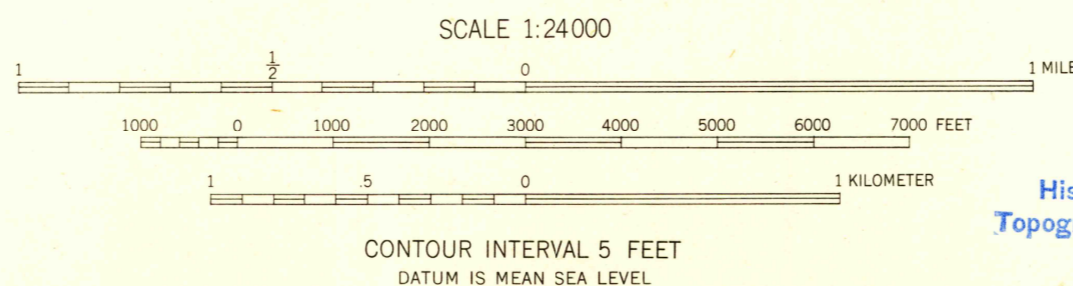 SCALE 1:24000
1 1/2 0 1 MILE
1000 0 1000 2000 3000 4000 5000 6000 7000 FEET
1 .5 0 1 KILOMETER
CONTOUR INTERVAL 5 FEET
DATUM IS MEAN SEA LEVEL
His
Topog